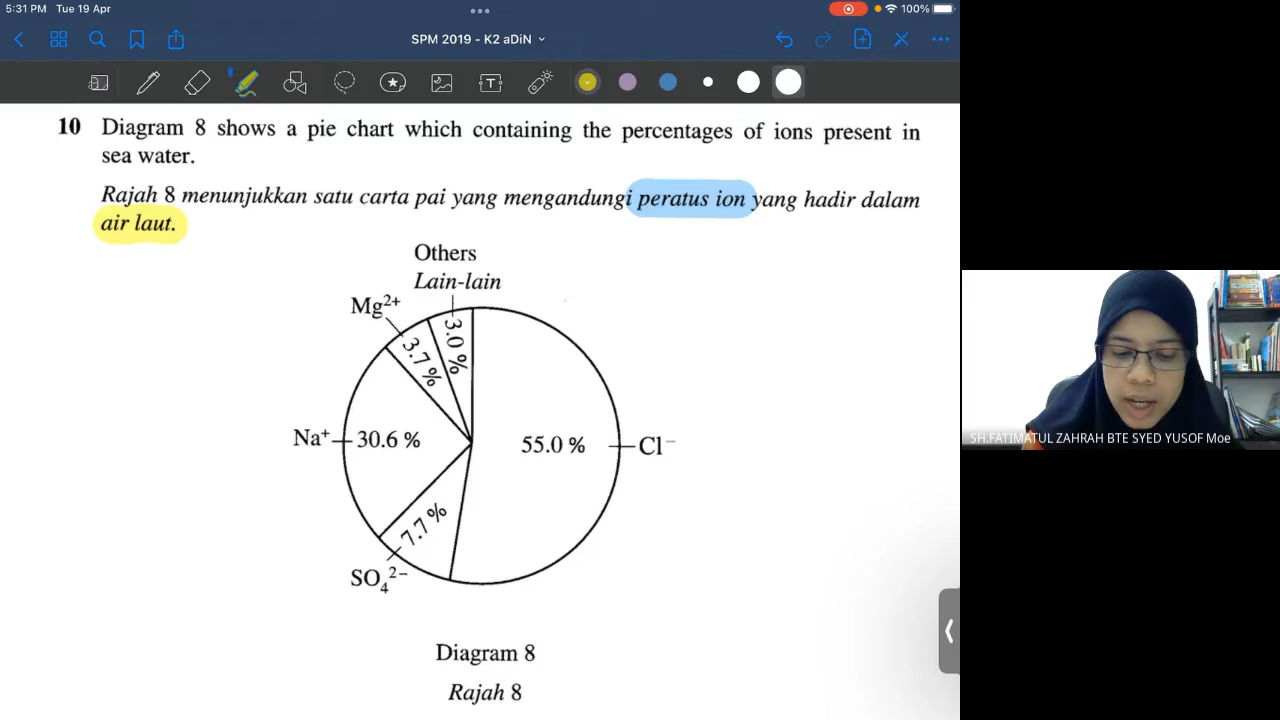 5:31 PM Tue 19 Apr
100%
SPM 2019 - K2 aDiN
10 Diagram 8 shows a pie chart which containing the percentages of ions present in
sea water.
Rajah 8 menunjukkan satu carta pai yang mengandungi peratus ion yang hadir dalam
air laut.
Others
Lain-lain
Mg²⁺
3.0 %
3.7 %
Na⁺ 30.6 %
55.0 % Cl⁻
7.7 %
SO₄²⁻
Diagram 8
Rajah 8
SH.FATIMATUL ZAHRAH BTE SYED YUSOF Moe